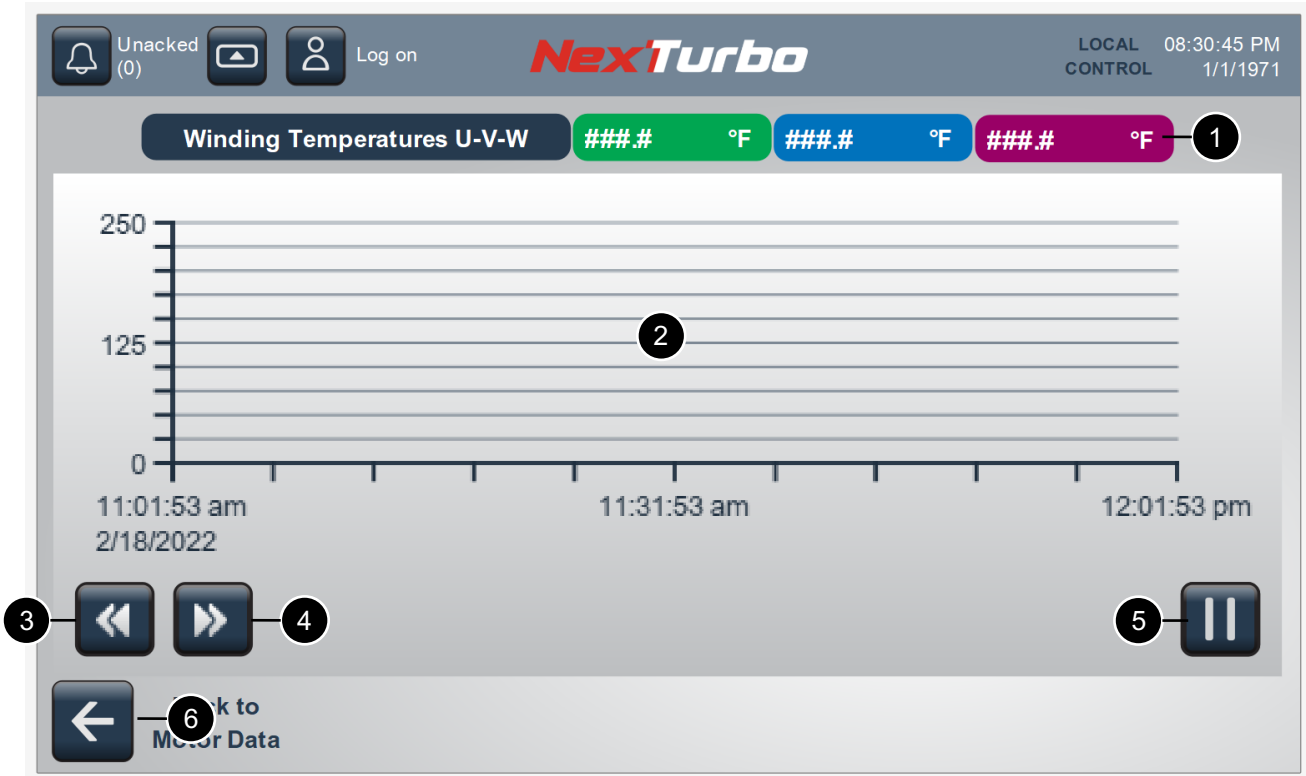 Unacked
(0)
Log on
NexTurbo
LOCAL
CONTROL
08:30:45 PM
1/1/1971
Winding Temperatures U-V-W
###.# °F
###.# °F
###.# °F
1
250
125
2
0
11:01:53 am
2/18/2022
11:31:53 am
12:01:53 pm
3
4
5
6
to
Data